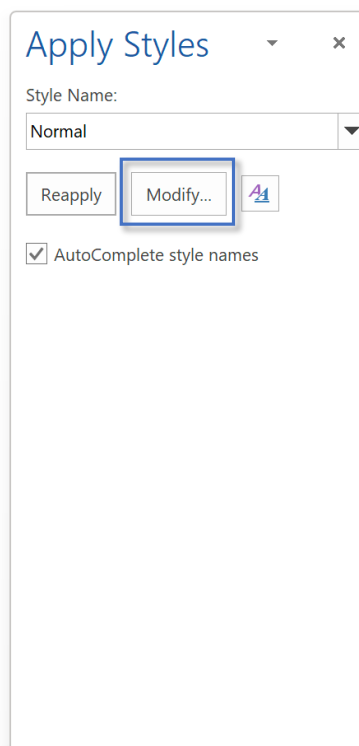 Apply Styles
Style Name:
Normal
Reapply
Modify...
AutoComplete style names